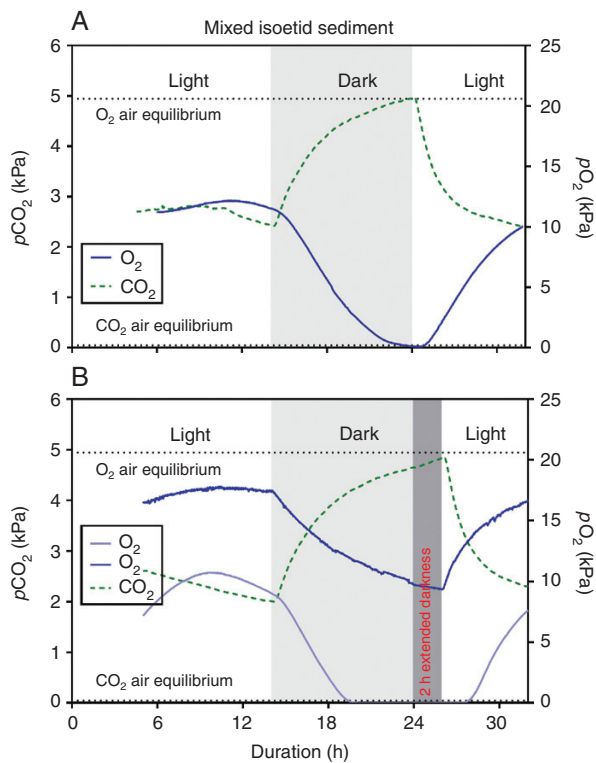 A
Mixed isoetid sediment
6
5
4
3
2
1
0
25
20
15
10
5
0
Light
Dark
Light
O₂ air equilibrium
O₂
CO₂
CO₂ air equilibrium
pCO₂ (kPa)
pO₂ (kPa)
B
6
5
4
3
2
1
0
25
20
15
10
5
0
Light
Dark
Light
O₂ air equilibrium
O₂
O₂
CO₂
2 h extended darkness
CO₂ air equilibrium
pCO₂ (kPa)
pO₂ (kPa)
0 6 12 18 24 30
Duration (h)